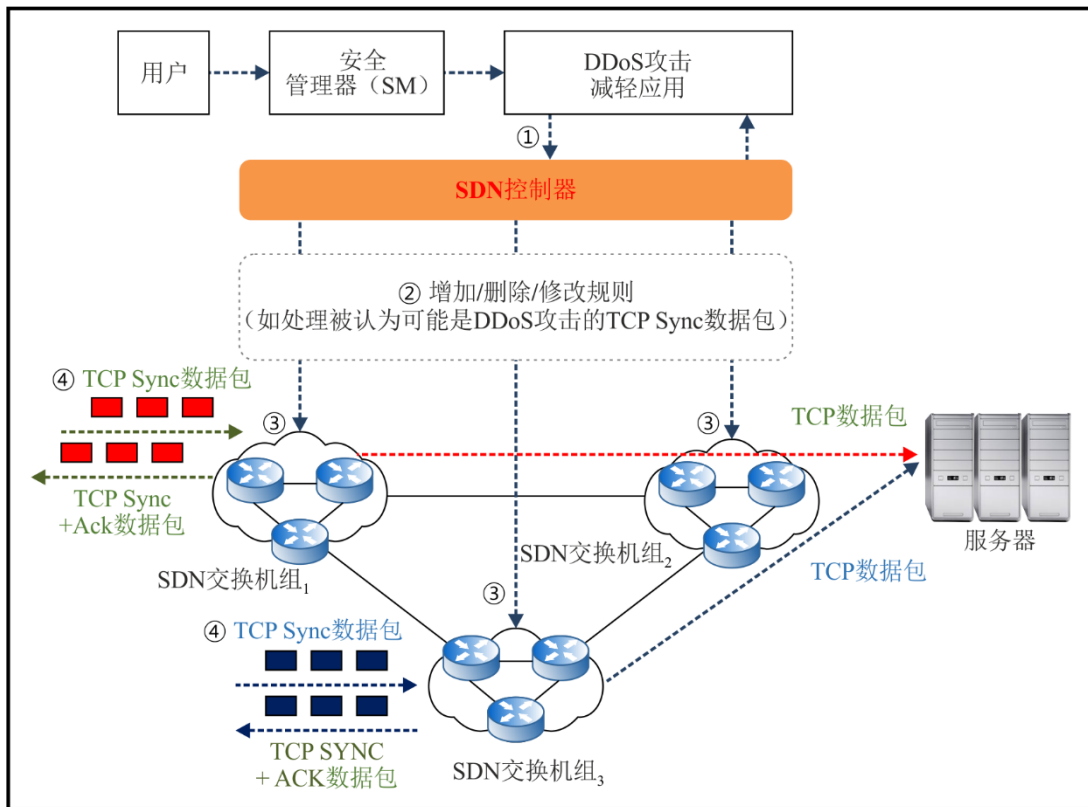 用户
安全
管理器（SM）
DDoS攻击
减轻应用
①
SDN控制器
② 增加/删除/修改规则
（如处理被认为可能是DDoS攻击的TCP Sync数据包）
④ TCP Sync数据包
③
③
TCP数据包
TCP Sync
+Ack数据包
服务器
SDN交换机组1
SDN交换机组2
TCP数据包
③
④ TCP Sync数据包
TCP SYNC
+ ACK数据包
SDN交换机组3